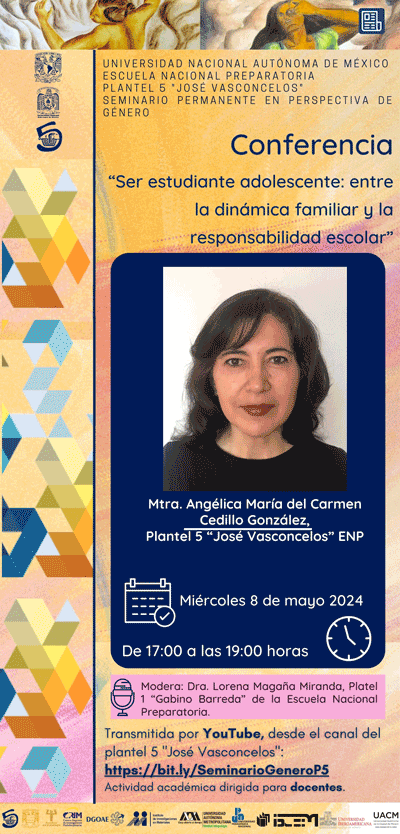 UNIVERSIDAD NACIONAL AUTÓNOMA DE MÉXICO
ESCUELA NACIONAL PREPARATORIA
PLANTEL 5 "JOSÉ VASCONCELOS"
SEMINARIO PERMANENTE EN PERSPECTIVA DE
GÉNERO
Conferencia
“Ser estudiante adolescente: entre
la dinámica familiar y la
responsabilidad escolar”
Mtra. Angélica María del Carmen
Cedillo González,
Plantel 5 “José Vasconcelos” ENP
Miércoles 8 de mayo 2024
De 17:00 a las 19:00 horas
Modera: Dra. Lorena Magaña Miranda, Platel
1 “Gabino Barreda” de la Escuela Nacional
Preparatoria.
Transmitida por YouTube, desde el canal del
plantel 5 "José Vasconcelos":
https://bit.ly/SeminarioGeneroP5
Actividad académica dirigida para docentes.
CRIM
DGOAE
UACM